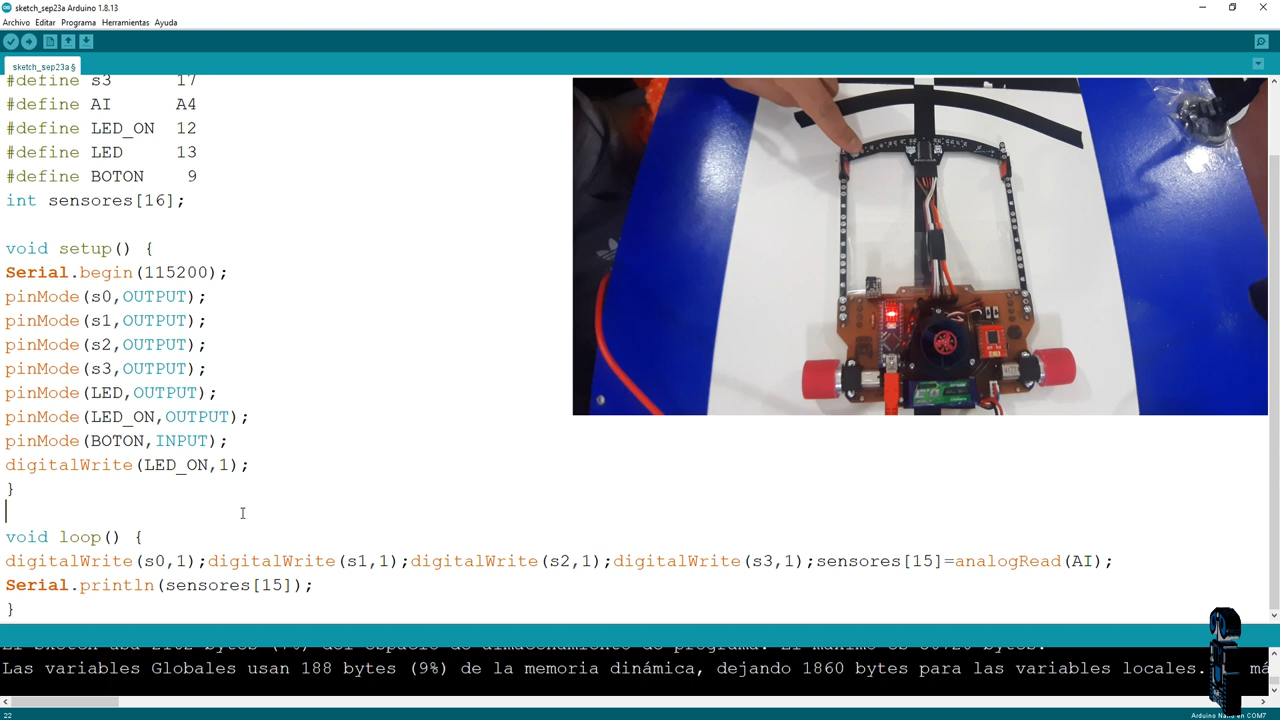 sketch_sep23a Arduino 1.8.13
Archivo Editar Programa Herramientas Ayuda
sketch_sep23a §
#define s3 17
#define AI A4
#define LED_ON 12
#define LED 13
#define BOTON 9
int sensores[16];
void setup() {
Serial.begin(115200);
pinMode(s0,OUTPUT);
pinMode(s1,OUTPUT);
pinMode(s2,OUTPUT);
pinMode(s3,OUTPUT);
pinMode(LED,OUTPUT);
pinMode(LED_ON,OUTPUT);
pinMode(BOTON,INPUT);
digitalWrite(LED_ON,1);
}
void loop() {
digitalWrite(s0,1);digitalWrite(s1,1);digitalWrite(s2,1);digitalWrite(s3,1);sensores[15]=analogRead(AI);
Serial.println(sensores[15]);
}
Las variables Globales usan 188 bytes (9%) de la memoria dinámica, dejando 1860 bytes para las variables locales.
22
Arduino Nano en COM7